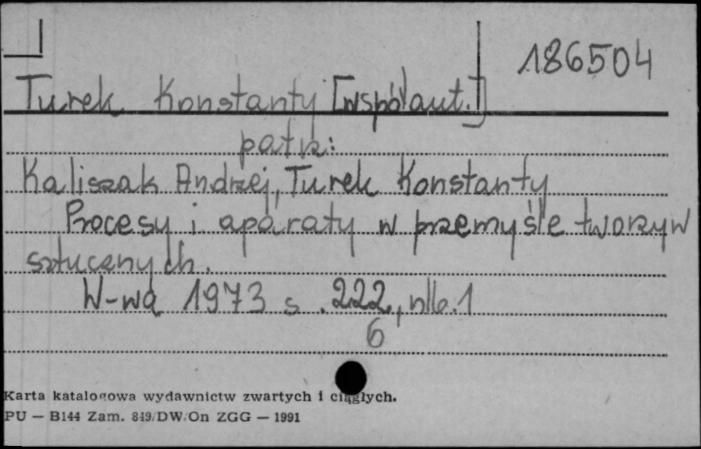 186504
Turek Konstanty [współaut.]
patrz:
Kaliszak Andrzej, Turek Konstanty
Procesy i aparaty w przemyśle tworzyw
sztucznych.
W-wa 1973 s. 222, nlb. 1
6
Karta katalogowa wydawnictw zwartych i ciągłych.
PU — B144 Zam. 849/DW/On ZGG — 1991